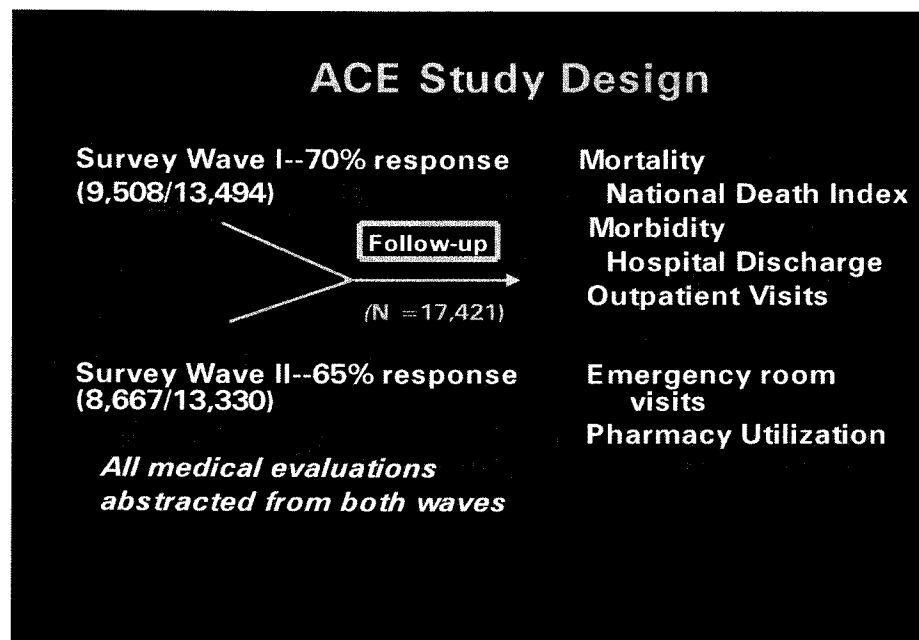 ACE Study Design
Survey Wave I--70% response
(9,508/13,494)
Follow-up
(N =17,421)
Survey Wave II--65% response
(8,667/13,330)
All medical evaluations
abstracted from both waves
Mortality
National Death Index
Morbidity
Hospital Discharge
Outpatient Visits
Emergency room
visits
Pharmacy Utilization